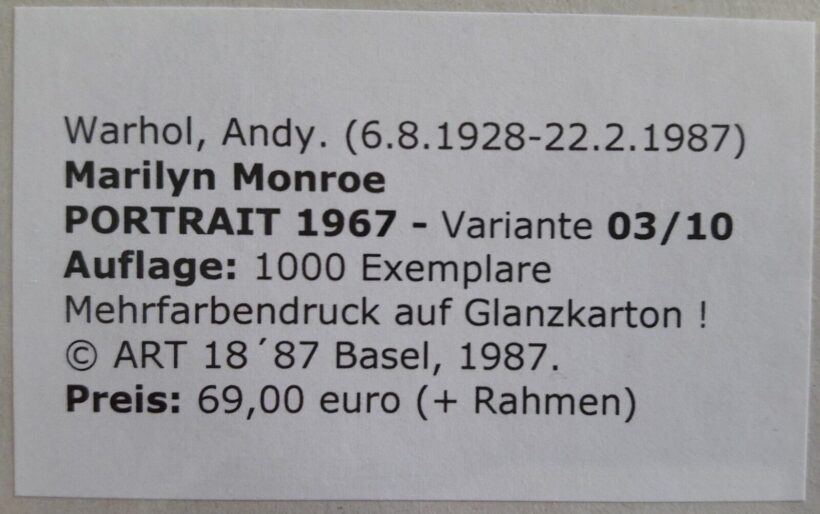 Warhol, Andy. (6.8.1928-22.2.1987)
Marilyn Monroe
PORTRAIT 1967 - Variante 03/10
Auflage: 1000 Exemplare
Mehrfarbendruck auf Glanzkarton !
© ART 18´87 Basel, 1987.
Preis: 69,00 euro (+ Rahmen)